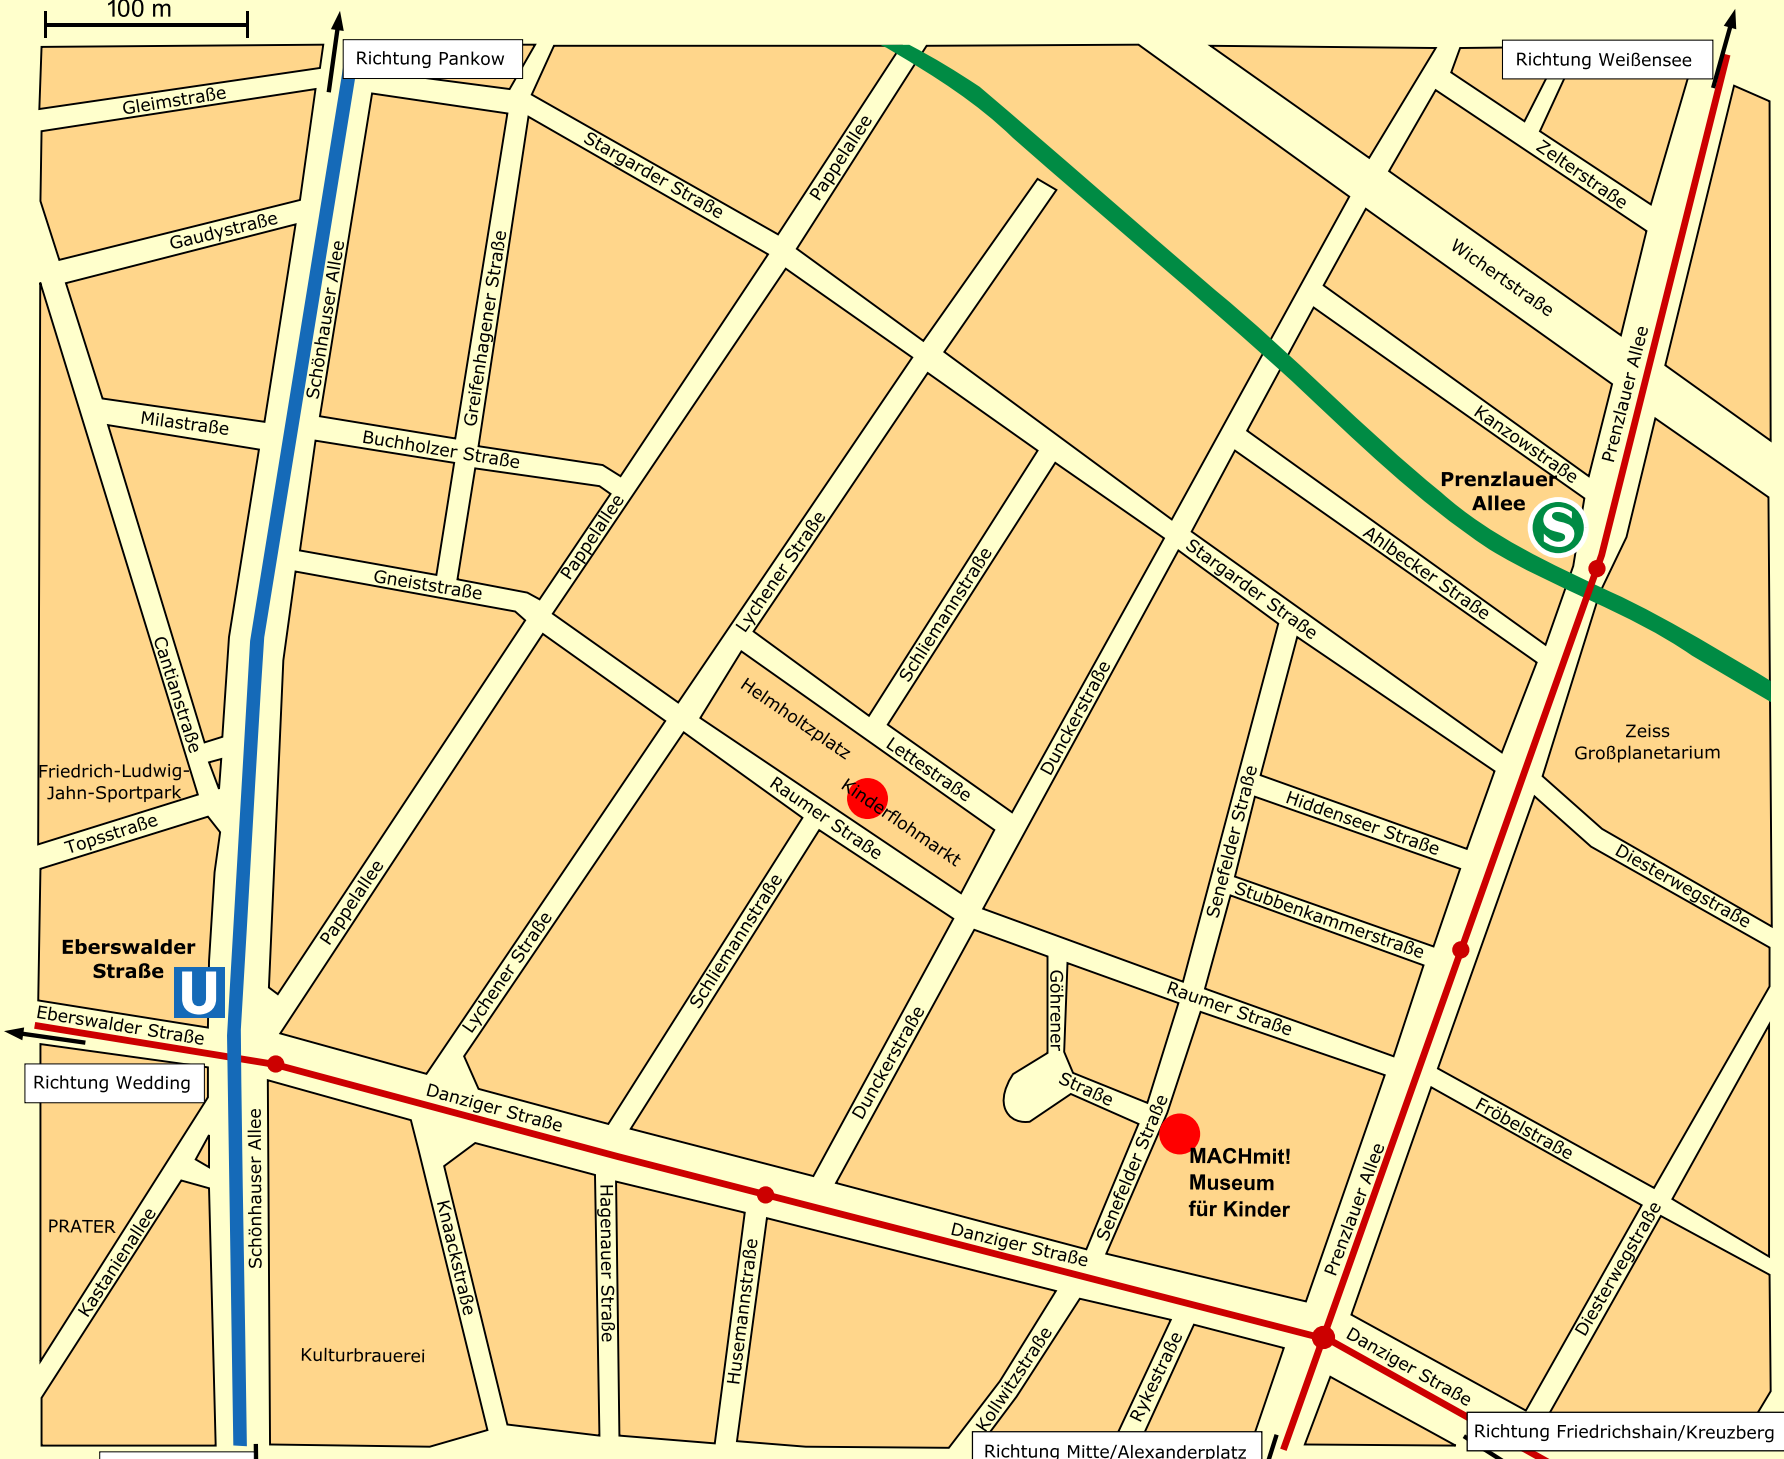 100 m
Richtung Pankow
Richtung Weißensee
Gleimstraße
Stargarder Straße
Pappelallee
Zelterstraße
Gaudystraße
Schönhauser Allee
Greifenhagener Straße
Wichertstraße
Prenzlauer Allee
Milastraße
Buchholzer Straße
Kanzowstraße
Prenzlauer
Allee
S
Pappelallee
Lychener Straße
Schliemannstraße
Stargarder Straße
Ahlbecker Straße
Gneiststraße
Cantianstraße
Helmholtzplatz
Dunckerstraße
Lettestraße
Zeiss
Großplanetarium
Friedrich-Ludwig-
Jahn-Sportpark
Topsstraße
Kinderflohmarkt
Raumer Straße
Senefelder Straße
Hiddenseer Straße
Stubbenkammerstraße
Diesterwegstraße
Pappelallee
Lychener Straße
Schliemannstraße
Eberswalder
Straße
U
Eberswalder Straße
Richtung Wedding
Göhrener
Straße
Raumer Straße
Dunckerstraße
Danziger Straße
Schönhauser Allee
Senefelder Straße
MACHmit!
Museum
für Kinder
Fröbelstraße
Prenzlauer Allee
PRATER
Kastanienallee
Knaackstraße
Hagenauer Straße
Husemannstraße
Danziger Straße
Diesterwegstraße
Kulturbrauerei
Kollwitzstraße
Rykestraße
Danziger Straße
Richtung Mitte/Alexanderplatz
Richtung Friedrichshain/Kreuzberg